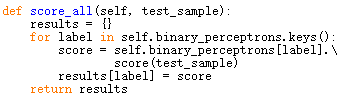 def score_all(self, test_sample):
    results = {}
    for label in self.binary_perceptrons.keys():
        score = self.binary_perceptrons[label].\
                score(test_sample)
        results[label] = score
    return results